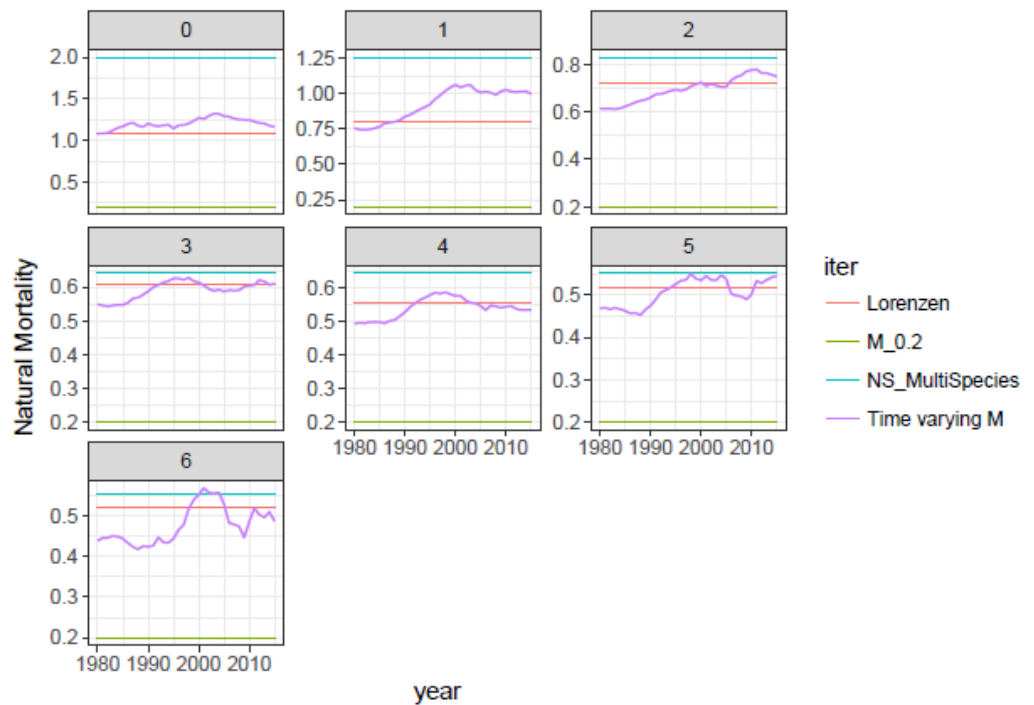 0 1 2
2.0 1.25 0.8
1.5 1.00 0.6
1.0 0.75 0.4
0.5 0.50 0.2
0.25
3 4 5
0.6 0.6 0.5
0.5 0.5 0.4
0.4 0.4 0.3
0.3 0.3 0.2
0.2 0.2
1980 1990 2000 2010 1980 1990 2000 2010
6
0.5
0.4
0.3
0.2
1980 1990 2000 2010
Natural Mortality
year
iter
Lorenzen
M_0.2
NS_MultiSpecies
Time varying M